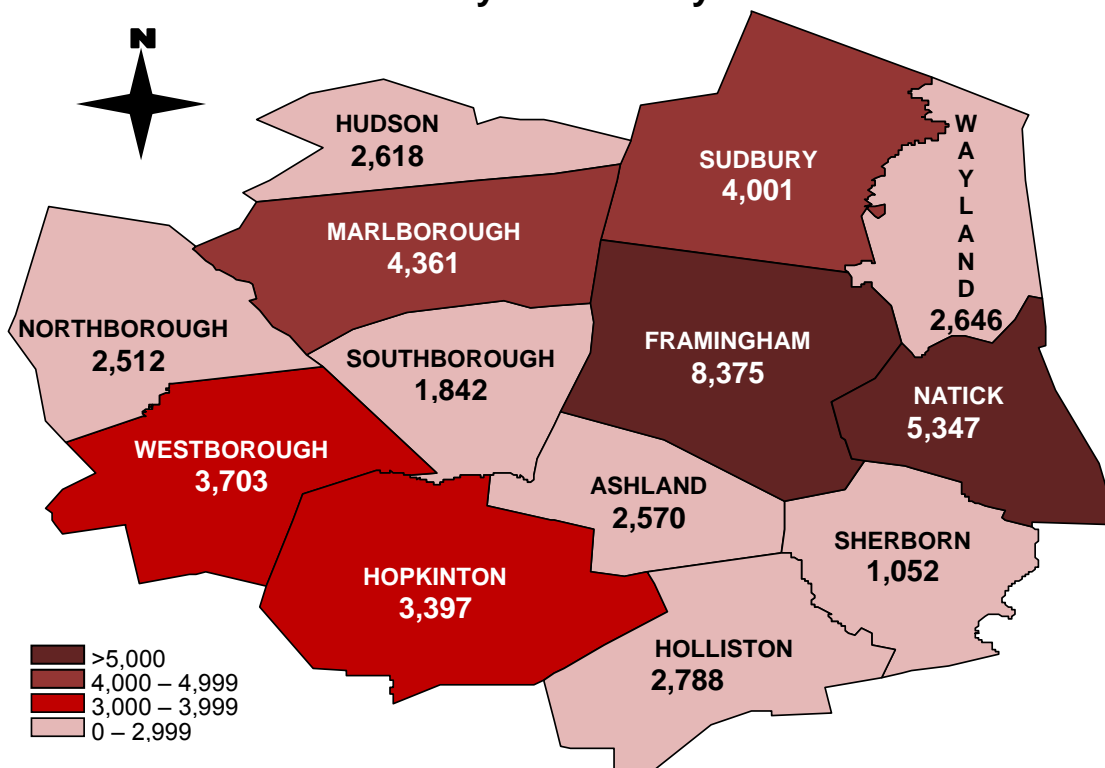 N
HUDSON
2,618
SUDBURY
4,001
W
A
Y
L
A
N
D
2,646
MARLBOROUGH
4,361
NORTHBOROUGH
2,512
SOUTHBOROUGH
1,842
FRAMINGHAM
8,375
NATICK
5,347
WESTBOROUGH
3,703
ASHLAND
2,570
SHERBORN
1,052
HOPKINTON
3,397
HOLLISTON
2,788
>5,000
4,000 – 4,999
3,000 – 3,999
0 – 2,999